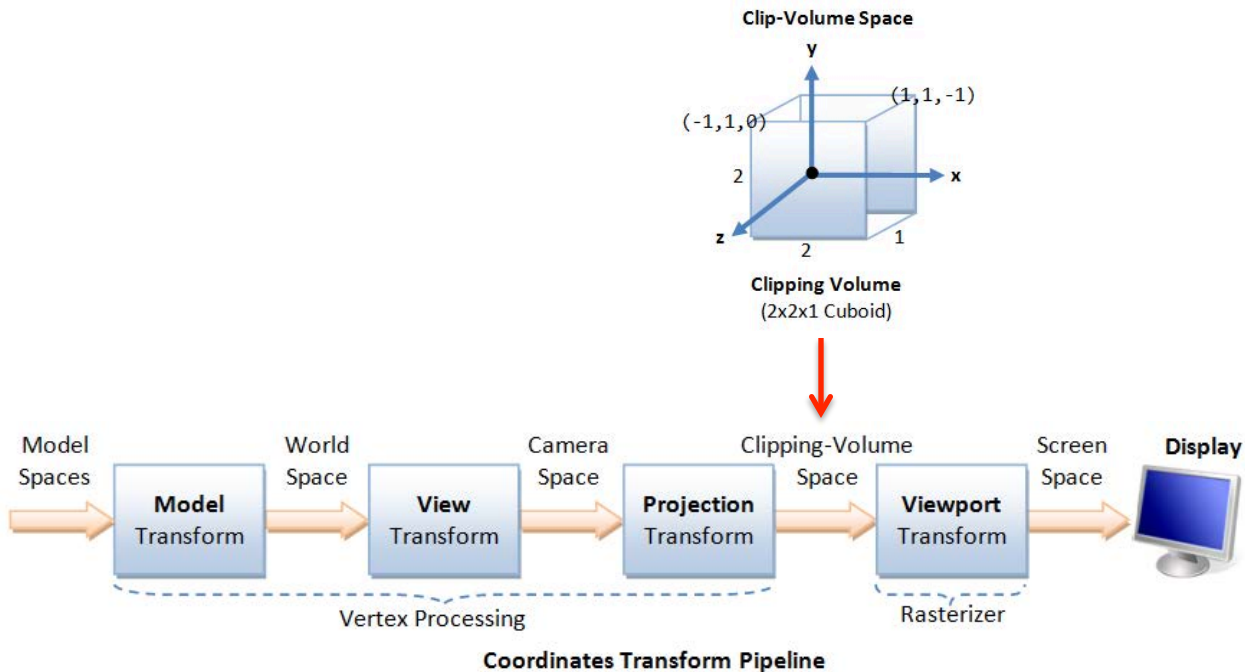 Clip-Volume Space
y
(1,1,-1)
(-1,1,0)
2
x
z
2
1
Clipping Volume
(2x2x1 Cuboid)
Model
Spaces
World
Space
Camera
Space
Clipping-Volume
Space
Screen
Space
Display
Model
Transform
View
Transform
Projection
Transform
Viewport
Transform
Vertex Processing
Rasterizer
Coordinates Transform Pipeline